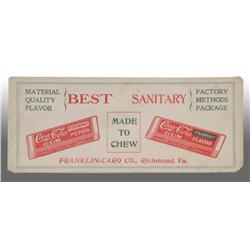 MATERIAL
QUALITY
FLAVOR
BEST SANITARY
FACTORY
METHODS
PACKAGE
MADE
TO
CHEW
Coca-Cola
PEPSIN
GUM
Coca-Cola
SPEARMINT
GUM FLAVOR
FRANKLIN-CARO CO., Richmond, Va.